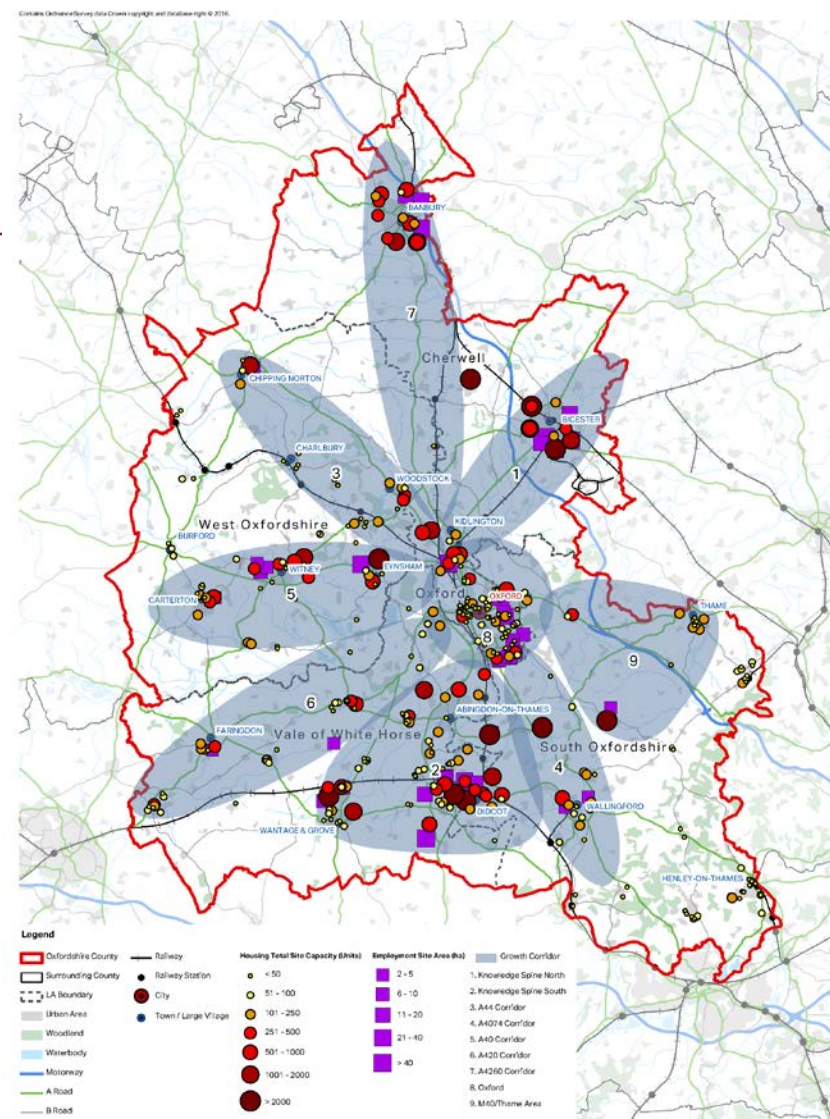 Contains Ordnance Survey data Crown copyright and database right © 2016.
BANBURY
7
Cherwell
CHIPPING NORTON
BICESTER
CHARLBURY
3
WOODSTOCK
1
KIDLINGTON
West Oxfordshire
BURFORD
WITNEY
EYNSHAM
CARTERTON
5
Oxford
OXFORD
THAME
8
9
6
ABINGDON-ON-THAMES
FARINGDON
Vale of White Horse
South Oxfordshire
2
4
DIDCOT
WALLINGFORD
WANTAGE & GROVE
HENLEY-ON-THAMES
Legend
Oxfordshire County
Surrounding County
LA Boundary
Urban Area
Woodland
Waterbody
Motorway
A Road
B Road
Railway
Railway Station
City
Town / Large Village
Housing Total Site Capacity (Units)
< 50
51 - 100
101 - 250
251 - 500
501 - 1000
1001 - 2000
> 2000
Employment Site Area (ha)
2 - 5
6 - 10
11 - 20
21 - 40
> 40
Growth Corridor
1. Knowledge Spine North
2. Knowledge Spine South
3. A44 Corridor
4. A4074 Corridor
5. A40 Corridor
6. A420 Corridor
7. A4260 Corridor
8. Oxford
9. M40/Thame Area